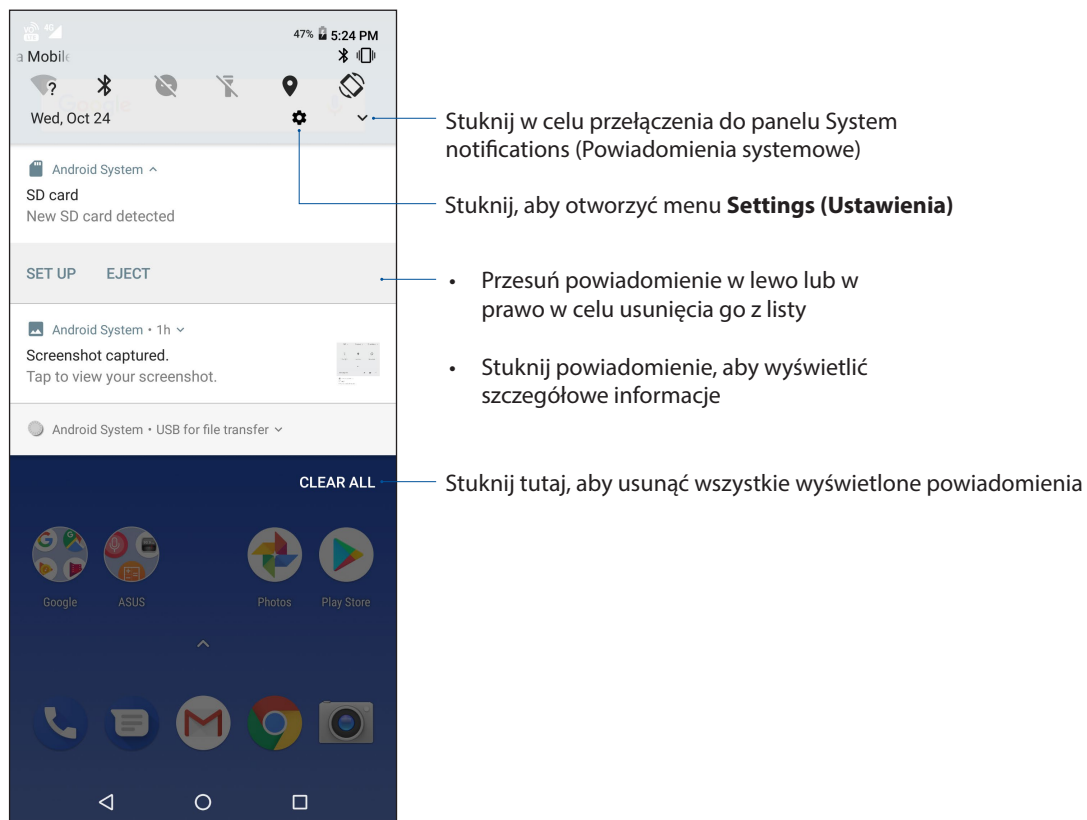 4G
47% 5:24 PM
a Mobile
Google
Wed, Oct 24
Stuknij w celu przełączenia do panelu System
notifications (Powiadomienia systemowe)
Android System
SD card
New SD card detected
Stuknij, aby otworzyć menu Settings (Ustawienia)
SET UP EJECT
• Przesuń powiadomienie w lewo lub w
prawo w celu usunięcia go z listy
Android System • 1h
Screenshot captured.
Tap to view your screenshot.
• Stuknij powiadomienie, aby wyświetlić
szczegółowe informacje
Android System • USB for file transfer
CLEAR ALL
Stuknij tutaj, aby usunąć wszystkie wyświetlone powiadomienia
Google ASUS Photos Play Store